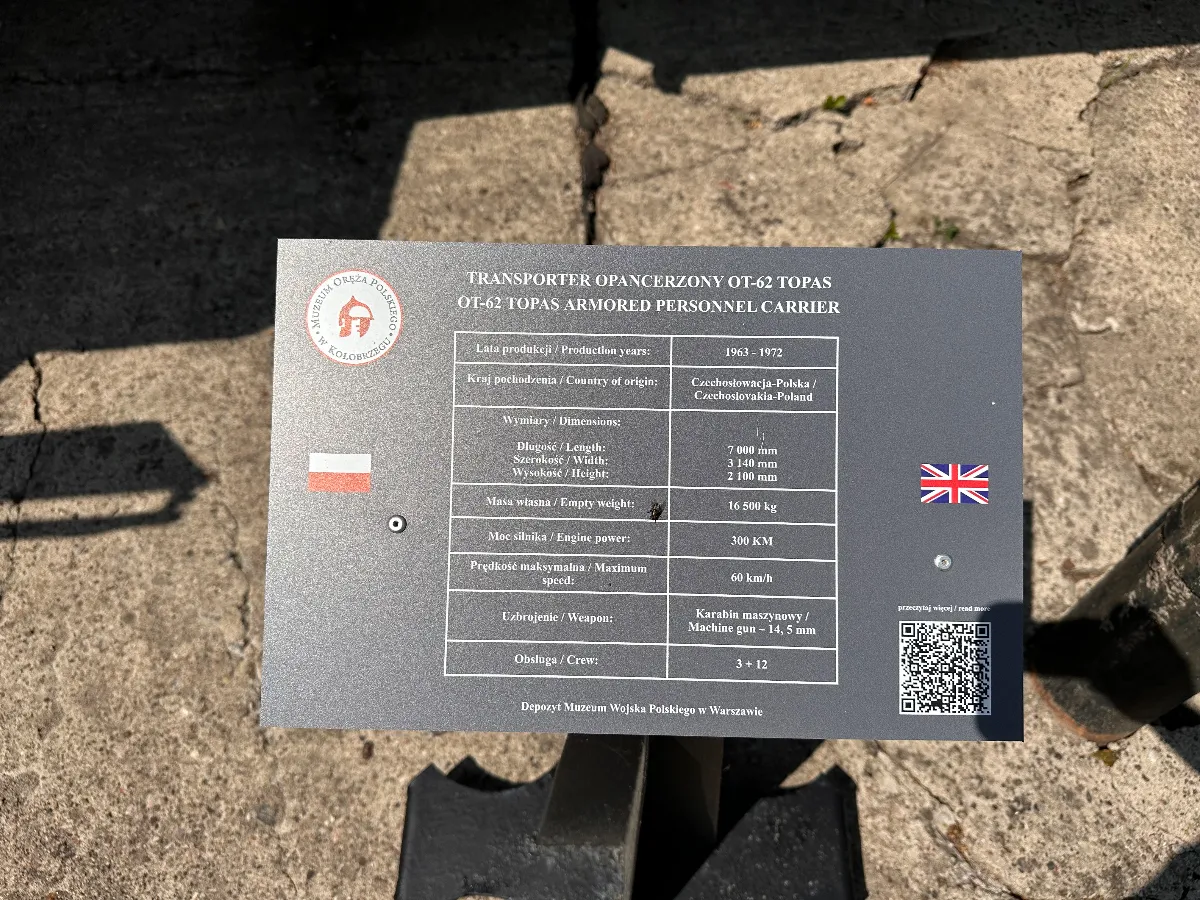 MUZEUM ORĘŻA POLSKIEGO
• W KOŁOBRZEGU •
TRANSPORTER OPANCERZONY OT-62 TOPAS
OT-62 TOPAS ARMORED PERSONNEL CARRIER
Lata produkcji / Production years: 1963 - 1972
Kraj pochodzenia / Country of origin: Czechosłowacja-Polska /
Czechoslovakia-Poland
Wymiary / Dimensions:
Długość / Length: 7 000 mm
Szerokość / Width: 3 140 mm
Wysokość / Height: 2 100 mm
Masa własna / Empty weight: 16 500 kg
Moc silnika / Engine power: 300 KM
Prędkość maksymalna / Maximum
speed: 60 km/h
Uzbrojenie / Weapon: Karabin maszynowy /
Machine gun – 14, 5 mm
Obsługa / Crew: 3 + 12
przeczytaj więcej / read more
Depozyt Muzeum Wojska Polskiego w Warszawie